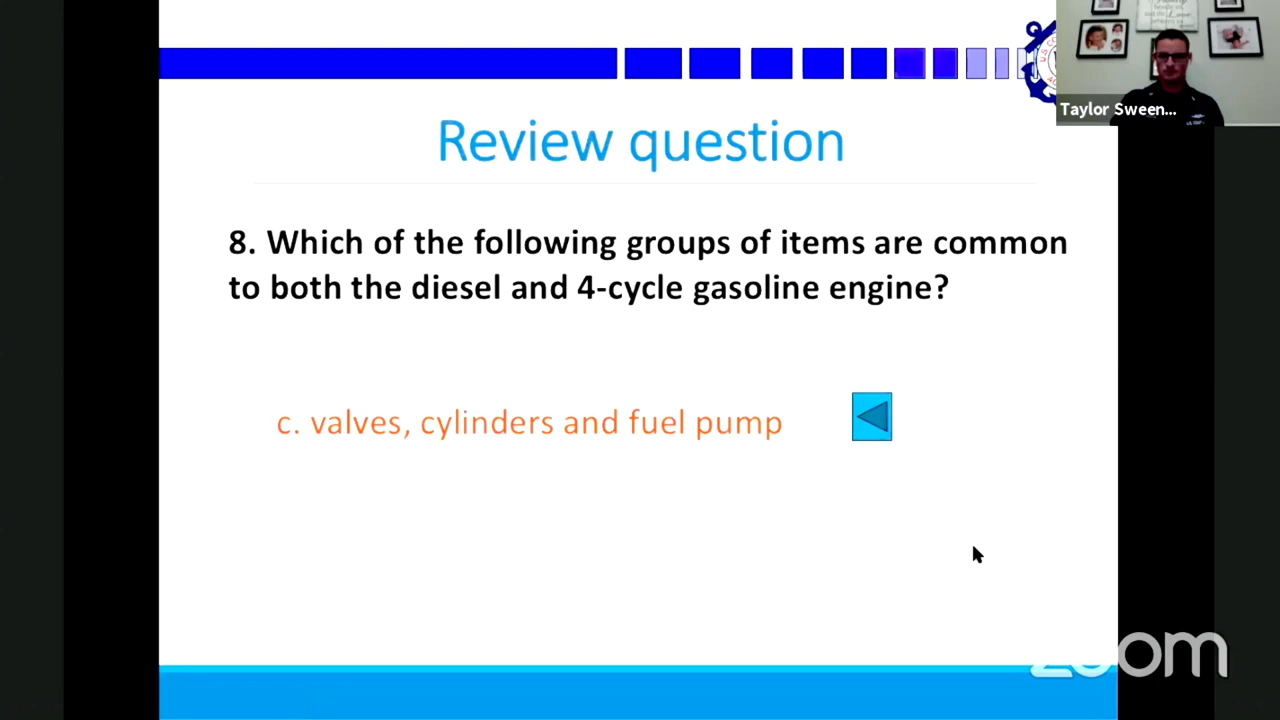 Review question
Taylor Sween...
8. Which of the following groups of items are common
to both the diesel and 4-cycle gasoline engine?
c. valves, cylinders and fuel pump
zoom